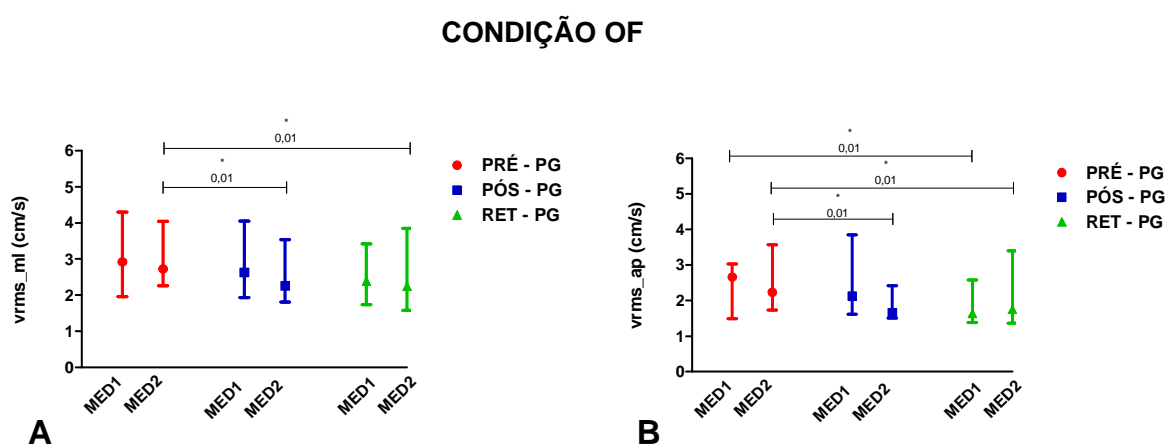 CONDIÇÃO OF
*
0,01
*
0,01
6
5
4
3
2
1
0
vrms_ml (cm/s)
MED1
MED2
MED1
MED2
MED1
MED2
PRÉ - PG
PÓS - PG
RET - PG
A
*
0,01
*
0,01
*
0,01
6
5
4
3
2
1
0
vrms_ap (cm/s)
MED1
MED2
MED1
MED2
MED1
MED2
PRÉ - PG
PÓS - PG
RET - PG
B